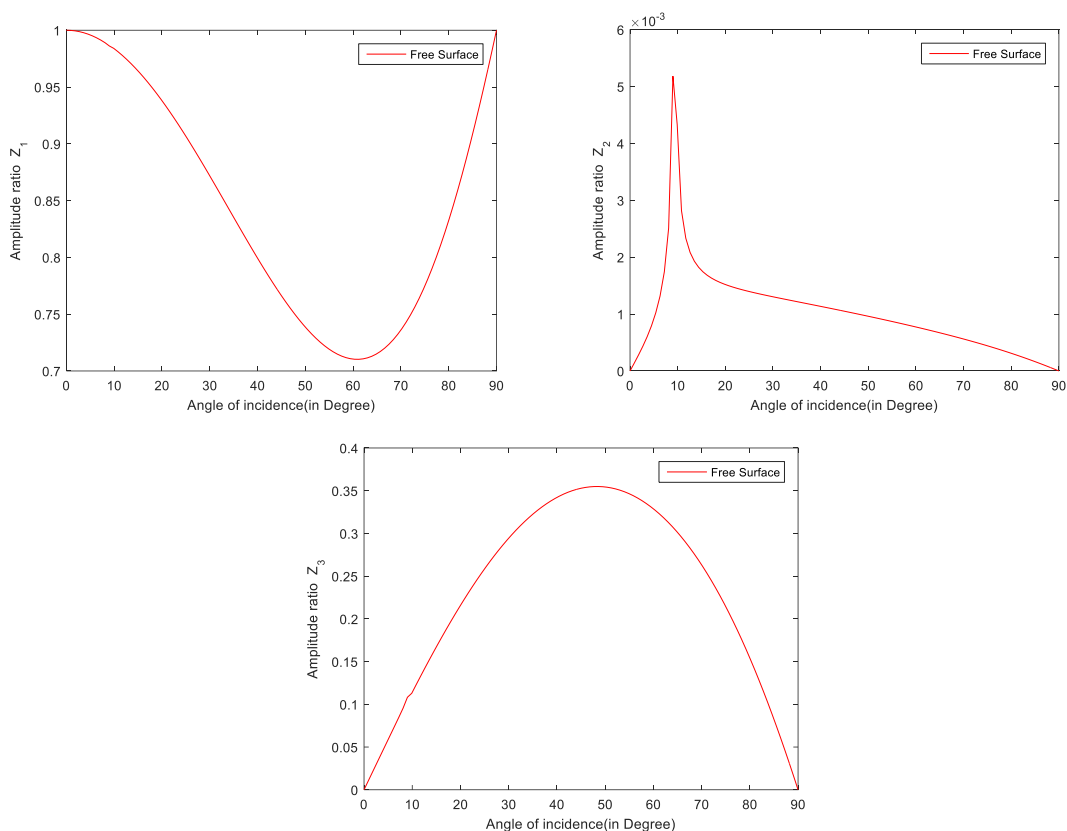 Free Surface
Amplitude ratio Z_1
1
0.95
0.9
0.85
0.8
0.75
0.7
0 10 20 30 40 50 60 70 80 90
Angle of incidence(in Degree)
×10^-3
Free Surface
Amplitude ratio Z_2
6
5
4
3
2
1
0
0 10 20 30 40 50 60 70 80 90
Angle of incidence(in Degree)
Free Surface
Amplitude ratio Z_3
0.4
0.35
0.3
0.25
0.2
0.15
0.1
0.05
0
0 10 20 30 40 50 60 70 80 90
Angle of incidence(in Degree)